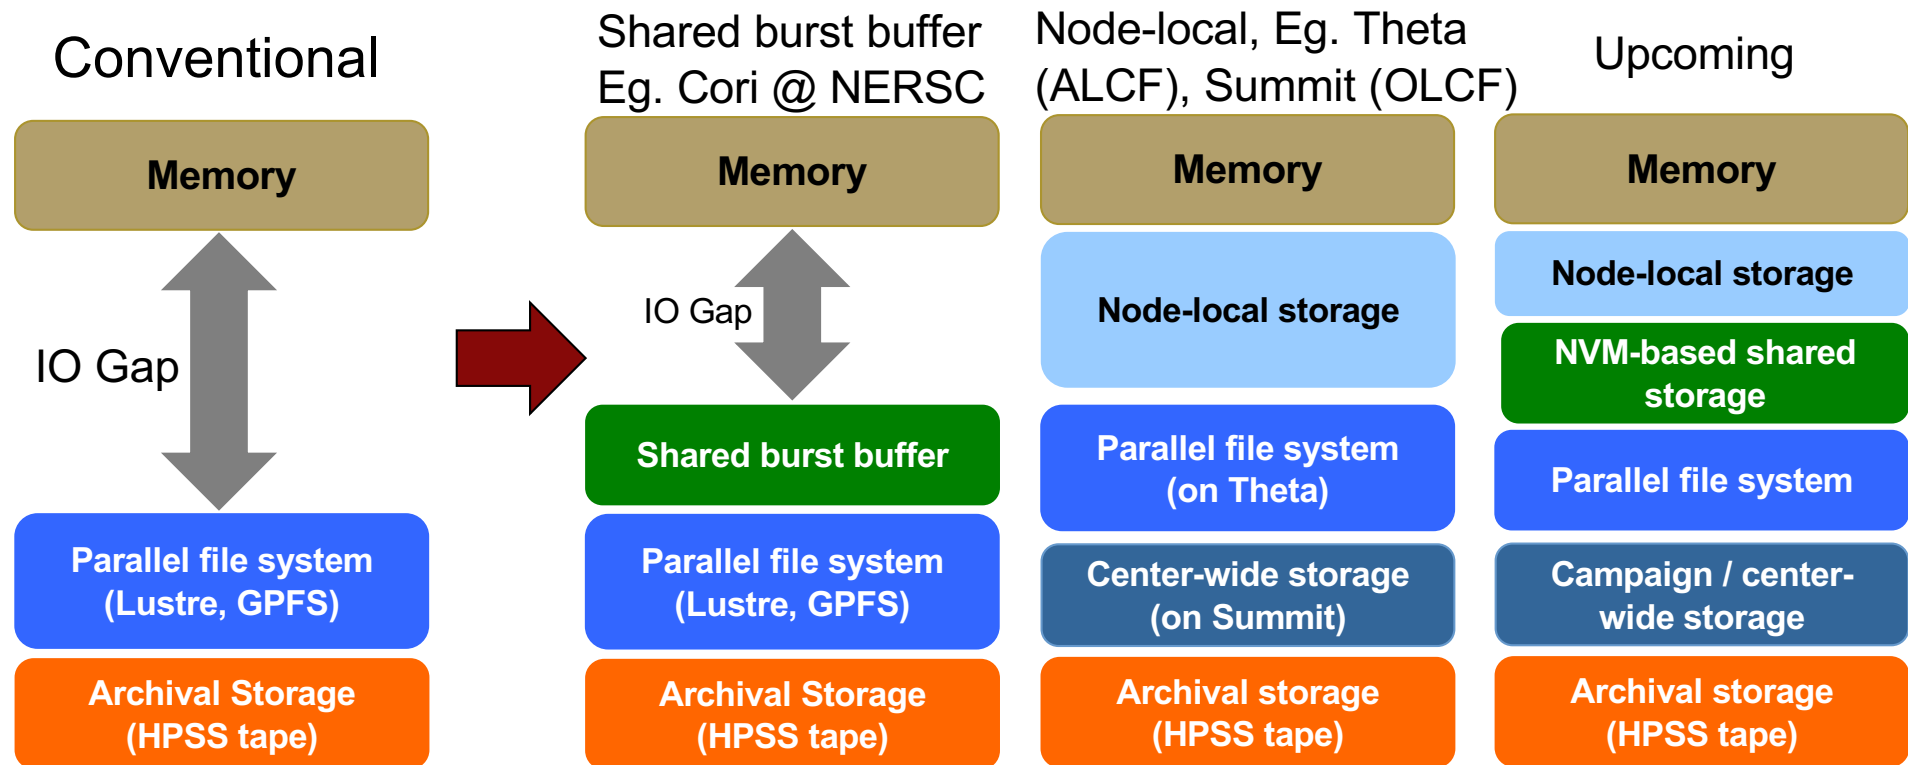 Conventional
Memory
IO Gap
Parallel file system
(Lustre, GPFS)
Archival Storage
(HPSS tape)
Shared burst buffer
Eg. Cori @ NERSC
Memory
IO Gap
Shared burst buffer
Parallel file system
(Lustre, GPFS)
Archival Storage
(HPSS tape)
Node-local, Eg. Theta
(ALCF), Summit (OLCF)
Memory
Node-local storage
Parallel file system
(on Theta)
Center-wide storage
(on Summit)
Archival storage
(HPSS tape)
Upcoming
Memory
Node-local storage
NVM-based shared
storage
Parallel file system
Campaign / center-
wide storage
Archival storage
(HPSS tape)